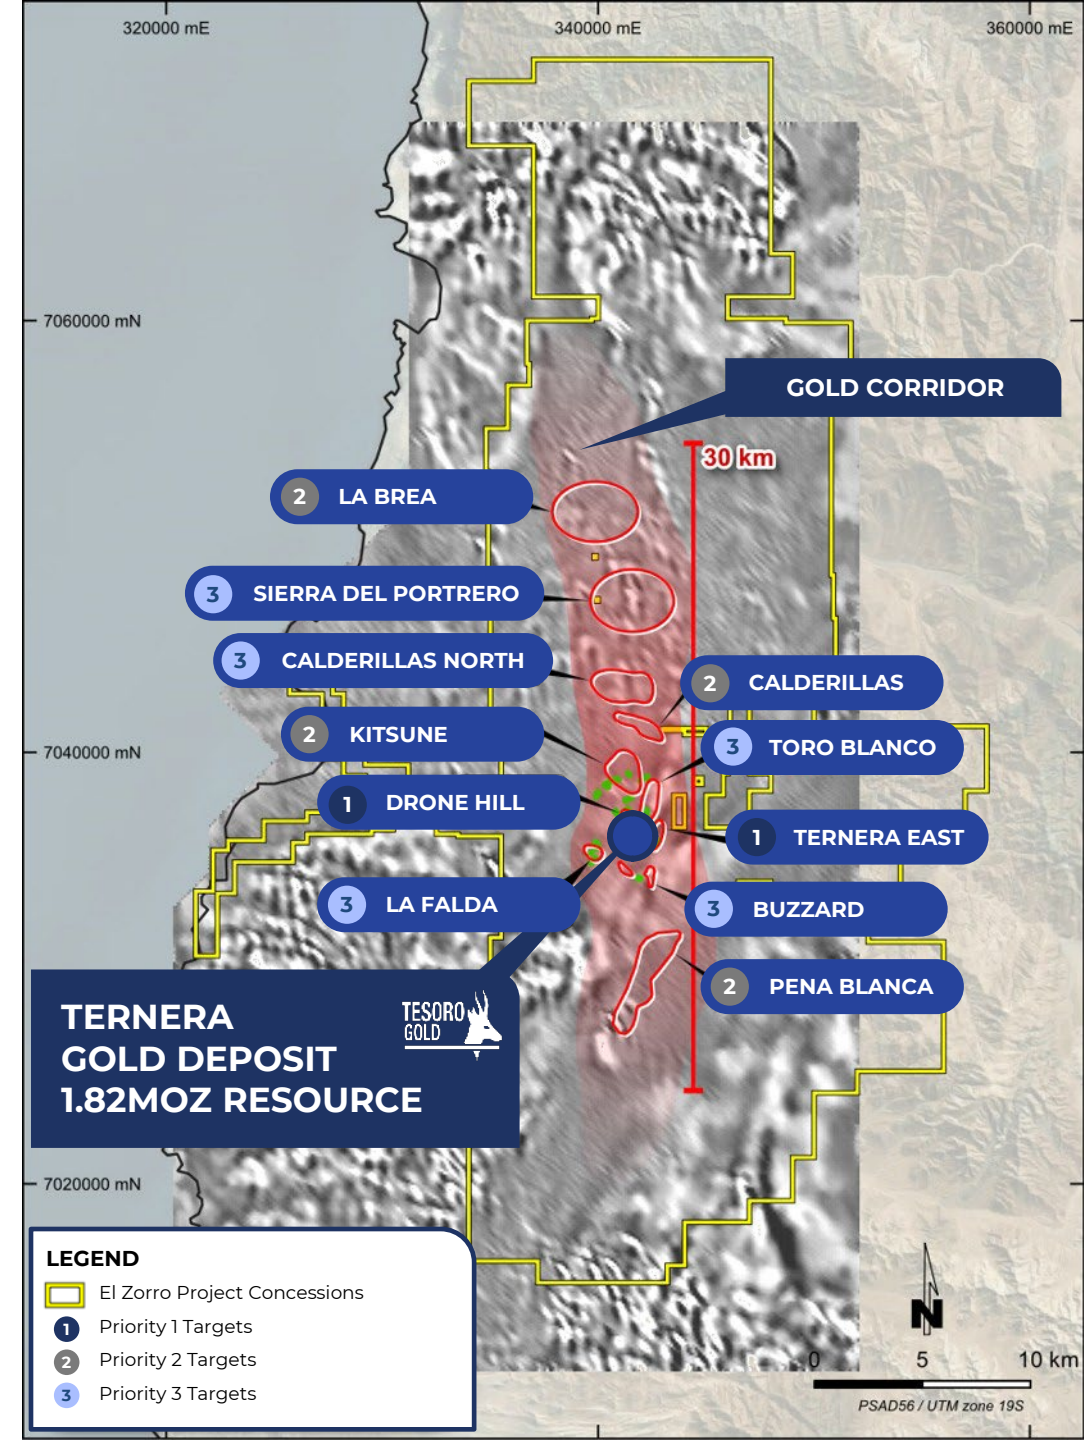 320000 mE
340000 mE
360000 mE
7060000 mN
GOLD CORRIDOR
30 km
2 LA BREA
3 SIERRA DEL PORTRERO
3 CALDERILLAS NORTH
2 CALDERILLAS
2 KITSUNE
3 TORO BLANCO
7040000 mN
1 DRONE HILL
1 TERNERA EAST
3 LA FALDA
3 BUZZARD
2 PENA BLANCA
TERNERA
GOLD DEPOSIT
1.82MOZ RESOURCE
TESORO
GOLD
7020000 mN
LEGEND
El Zorro Project Concessions
1 Priority 1 Targets
2 Priority 2 Targets
3 Priority 3 Targets
N
0 5 10 km
PSAD56 / UTM zone 19S